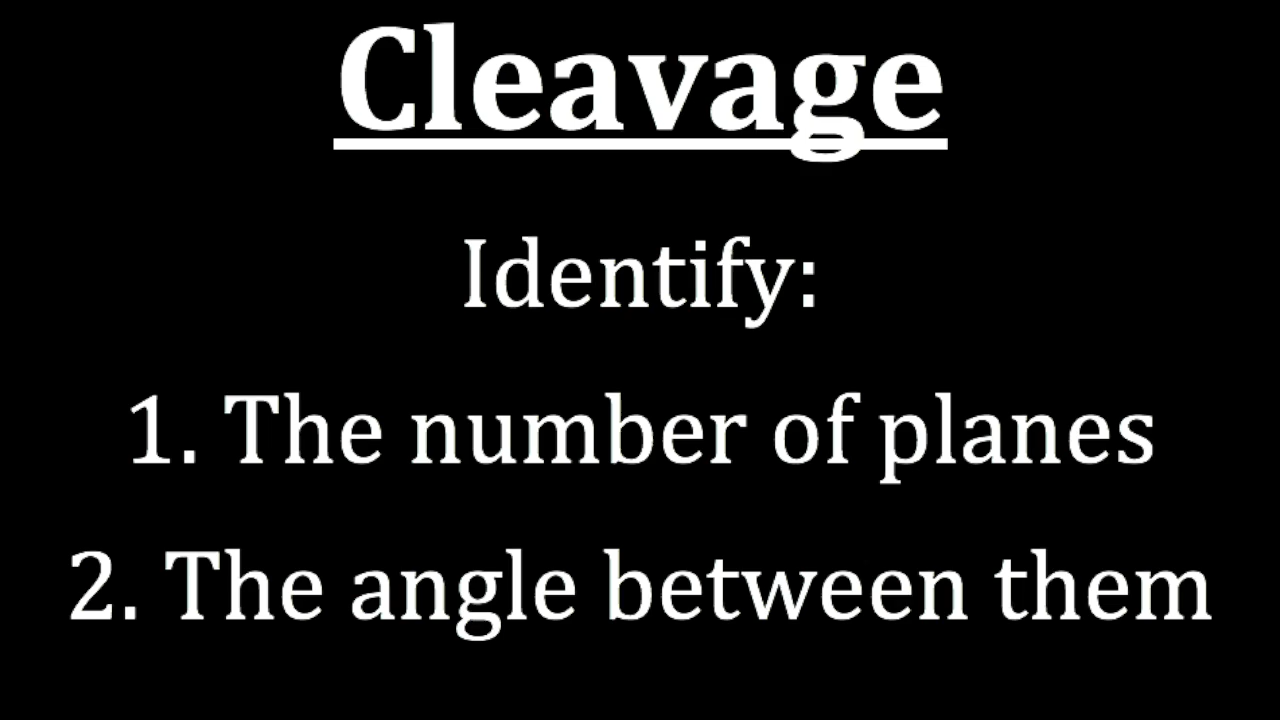 Cleavage
Identify:
1. The number of planes
2. The angle between them